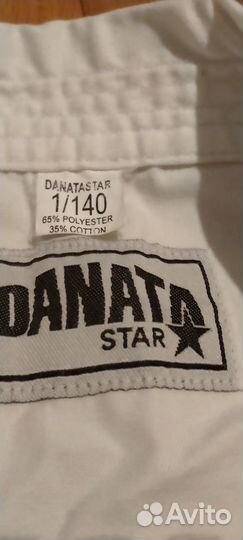 DANATASTAR
1/140
65% POLYESTER
35% COTTON
DANATA
STAR
Avito